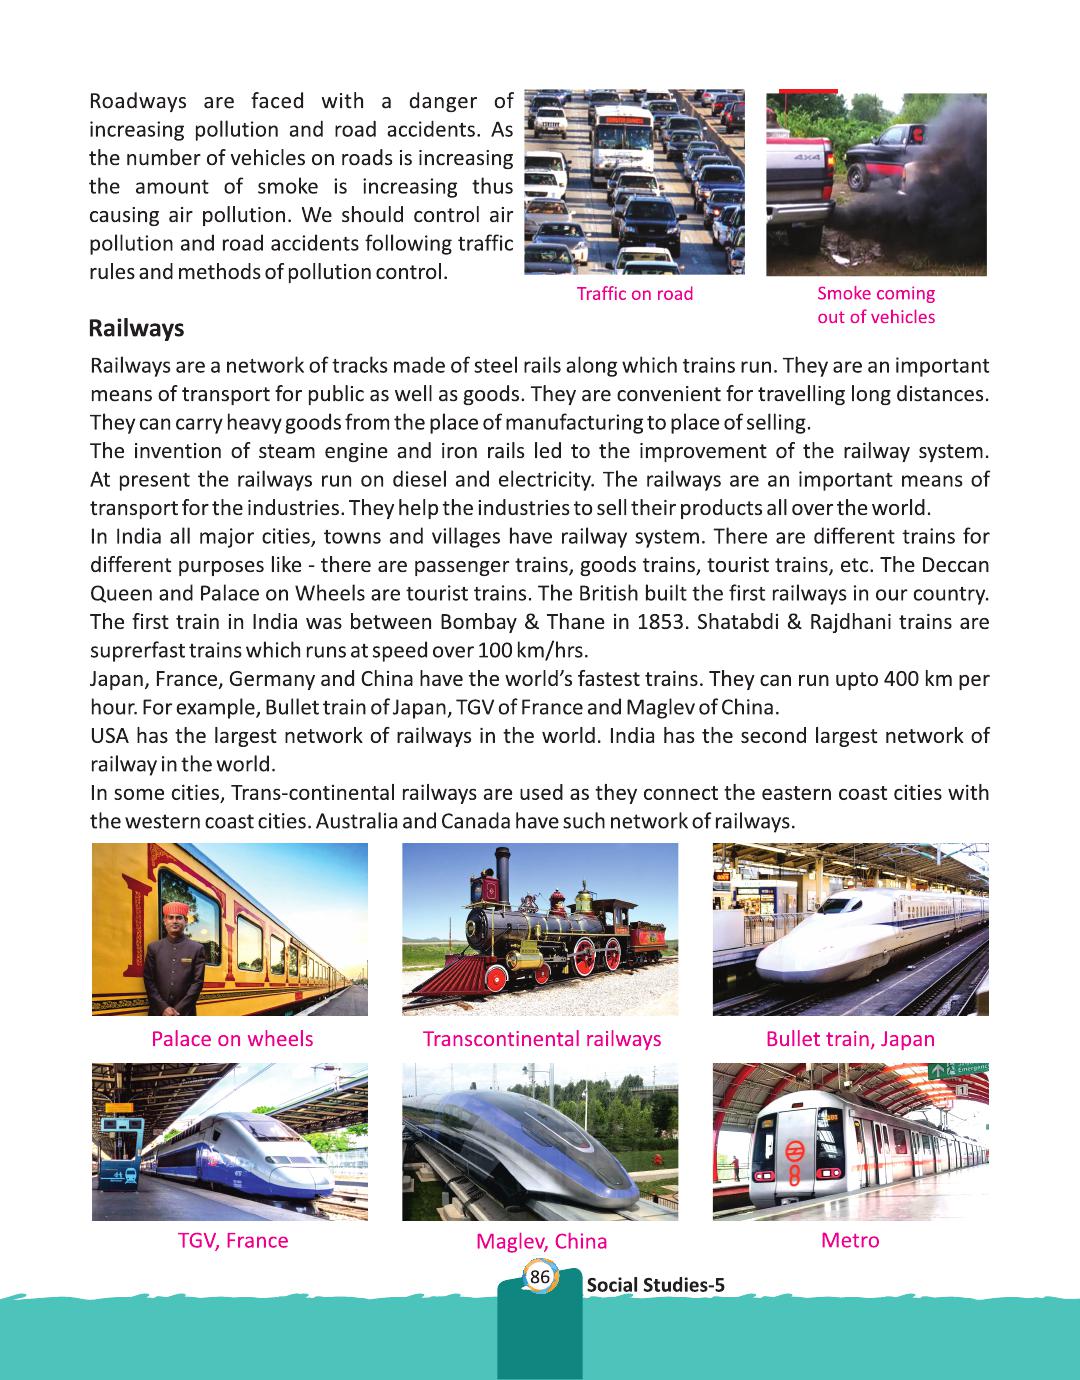 Roadways are faced with a danger of
increasing pollution and road accidents. As
the number of vehicles on roads is increasing
the amount of smoke is increasing thus
causing air pollution. We should control air
pollution and road accidents following traffic
rules and methods of pollution control.
4X4
Traffic on road
Smoke coming
out of vehicles
Railways
Railways are a network of tracks made of steel rails along which trains run. They are an important
means of transport for public as well as goods. They are convenient for travelling long distances.
They can carry heavy goods from the place of manufacturing to place of selling.
The invention of steam engine and iron rails led to the improvement of the railway system.
At present the railways run on diesel and electricity. The railways are an important means of
transport for the industries. They help the industries to sell their products all over the world.
In India all major cities, towns and villages have railway system. There are different trains for
different purposes like - there are passenger trains, goods trains, tourist trains, etc. The Deccan
Queen and Palace on Wheels are tourist trains. The British built the first railways in our country.
The first train in India was between Bombay & Thane in 1853. Shatabdi & Rajdhani trains are
suprerfast trains which runs at speed over 100 km/hrs.
Japan, France, Germany and China have the world's fastest trains. They can run upto 400 km per
hour. For example, Bullet train of Japan, TGV of France and Maglev of China.
USA has the largest network of railways in the world. India has the second largest network of
railway in the world.
In some cities, Trans-continental railways are used as they connect the eastern coast cities with
the western coast cities. Australia and Canada have such network of railways.
Palace on wheels
Transcontinental railways
Bullet train, Japan
Emergency
1
8
TGV, France
Maglev, China
Metro
86
Social Studies-5